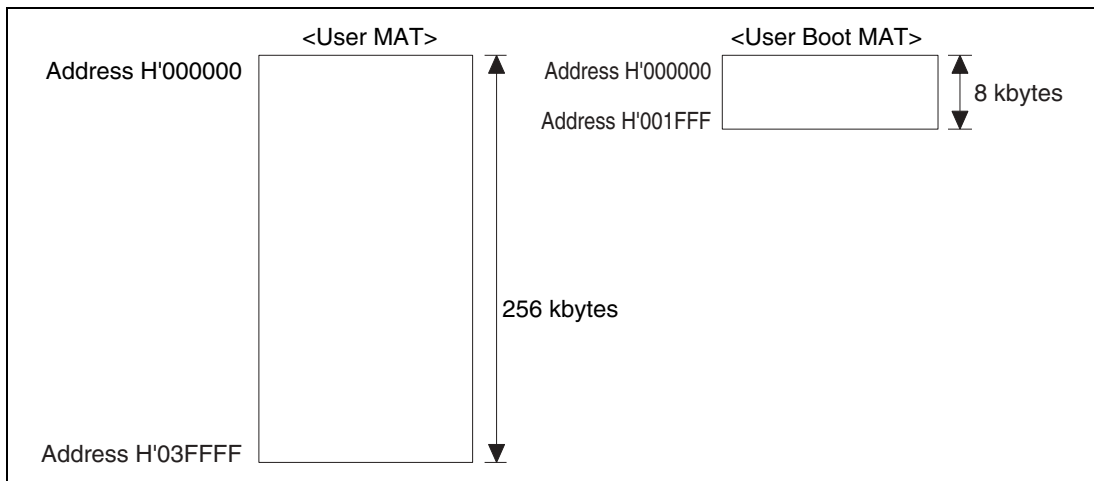 <User MAT>
Address H'000000
256 kbytes
Address H'03FFFF
<User Boot MAT>
Address H'000000
8 kbytes
Address H'001FFF